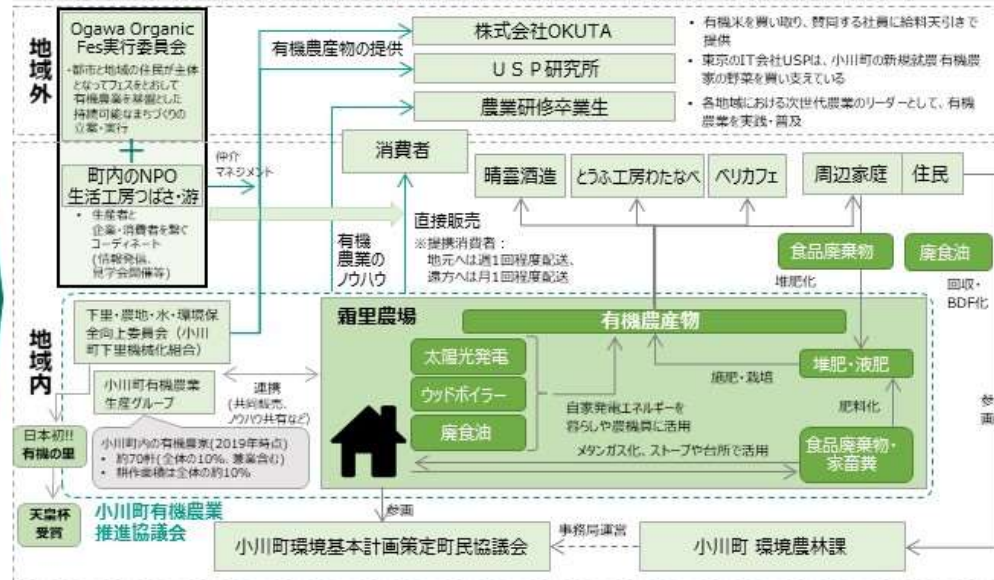 地域外
Ogawa Organic
Fes実行委員会
・都市と地域の住民が主体
となってフェスをとおして
有機農業を基盤とした
持続可能なまちづくりの
立案・実行
有機農産物の提供
株式会社OKUTA
USP研究所
農業研修卒業生
• 有機米を買い取り、賛同する社員に給料天引きで
提供
• 東京のIT会社USPは、小川町の新規就農有機農
家の野菜を買い支えている
• 各地域における次世代農業のリーダーとして、有機
農業を実践・普及
地域内
町内のNPO
生活工房つばさ・游
• 生産者と
企業・消費者を繋ぐ
コーディネート
(情報発信、
見学会開催等)
仲介
マネジメント
消費者
晴雲酒造
とうふ工房わたなべ
ベリカフェ
周辺家庭
住民
直接販売
※提携消費者：
地元へは週1回程度配送、
遠方へは月1回程度配送
有機
農業の
ノウハウ
食品廃棄物
廃食油
堆肥化
回収・
BDF化
下里・農地・水・環境保
全向上委員会（小川
町下里機械化組合）
小川町有機農業
生産グループ
連携
(共同販売、
ノウハウ共有など)
小川町内の有機農家(2019年時点)
• 約70軒(全体の10%、兼業含む)
• 耕作面積は全体の約10%
日本初!!
有機の里
天皇杯
受賞
小川町有機農業
推進協議会
霜里農場
有機農産物
太陽光発電
ウッドボイラー
廃食油
自家発電エネルギーを
暮らしや農機具に活用
施肥・栽培
堆肥・液肥
肥料化
食品廃棄物・
家畜糞
メタンガス化、ストーブや台所で活用
参画
参画
小川町環境基本計画策定町民協議会
事務局運営
小川町 環境農林課